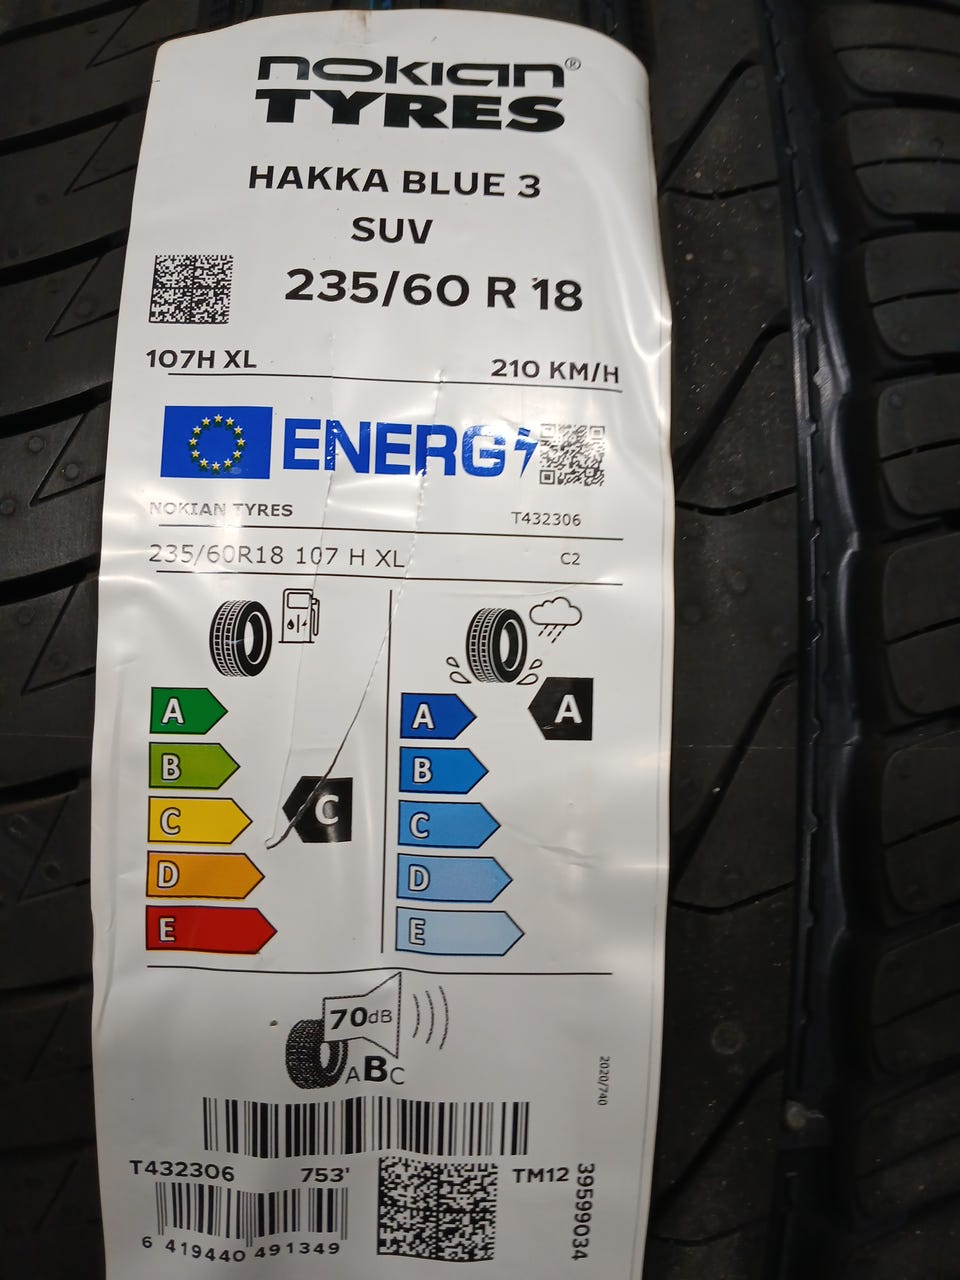 nokian®
TYRES
HAKKA BLUE 3
SUV
235/60 R 18
107H XL 210 KM/H
ENERG
NOKIAN TYRES T432306
235/60R18 107 H XL C2
A A A
B B
C C C
D D
E E
70dB
ABC
2020/740
T432306 753' TM12
39599034
6 419440 491349